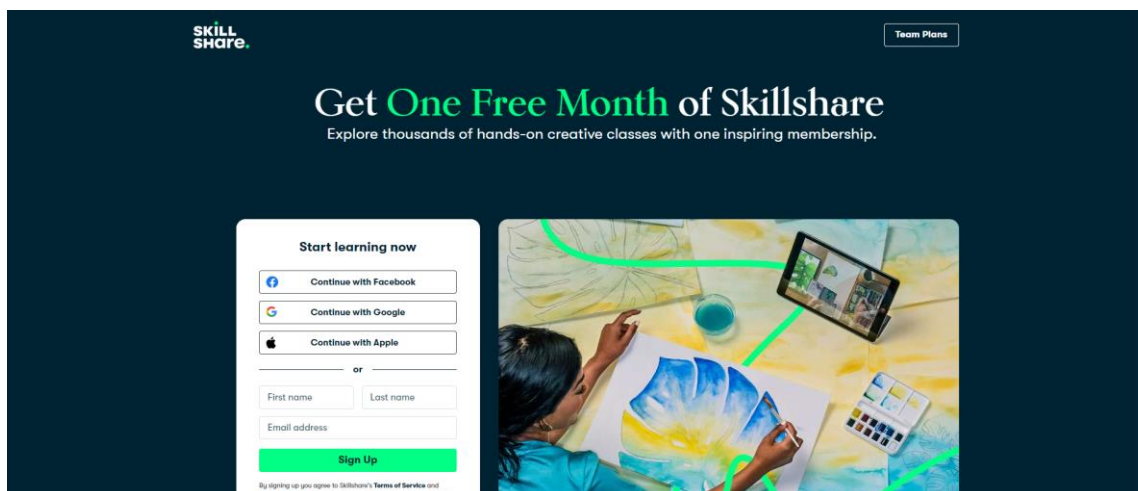 SKiLL
SHare.
Team Plans
Get One Free Month of Skillshare
Explore thousands of hands-on creative classes with one inspiring membership.
Start learning now
Continue with Facebook
Continue with Google
Continue with Apple
or
First name Last name
Email address
Sign Up
By signing up you agree to Skillshare's Terms of Service and